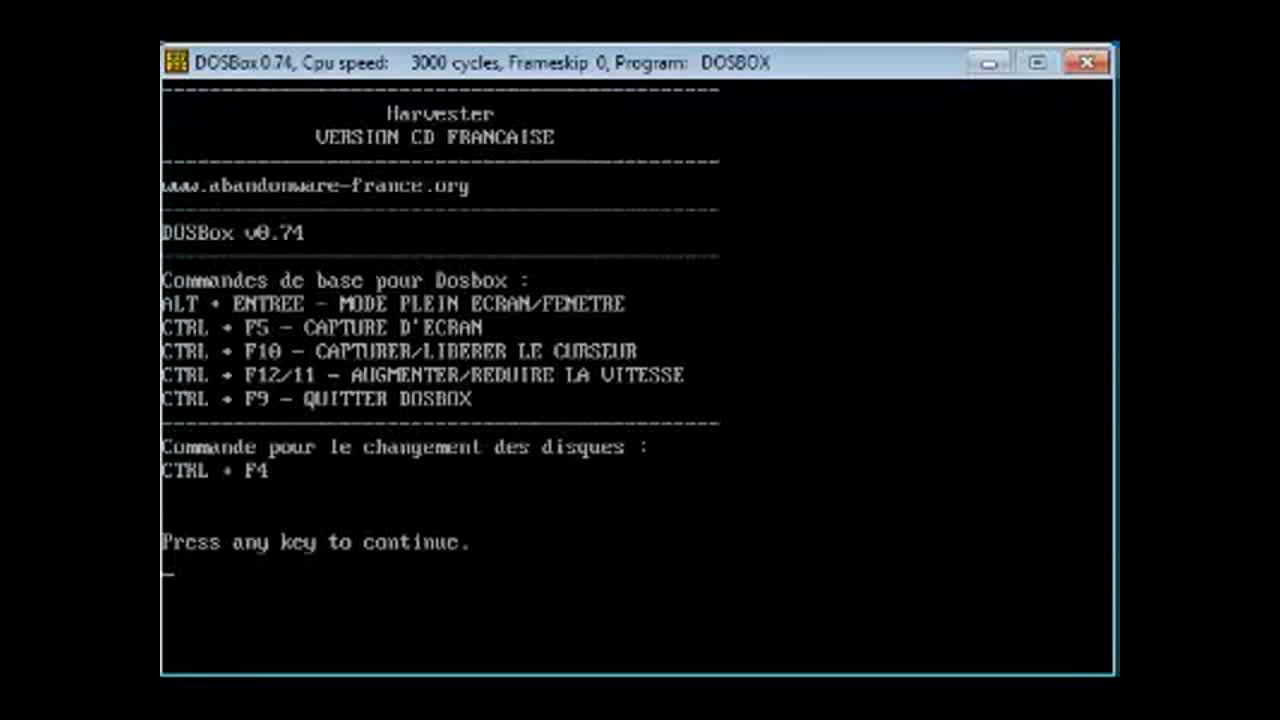 DOSBox 0.74, Cpu speed: 3000 cycles, Frameskip 0, Program: DOSBOX
Harvester
VERSION CD FRANCAISE
www.abandonware-france.org
DOSBox v0.74
Commandes de base pour Dosbox :
ALT + ENTREE - MODE PLEIN ECRAN/FENETRE
CTRL + F5 - CAPTURE D'ECRAN
CTRL + F10 - CAPTURER/LIBERER LE CURSEUR
CTRL + F12/11 - AUGMENTER/REDUIRE LA VITESSE
CTRL + F9 - QUITTER DOSBOX
Commande pour le changement des disques :
CTRL + F4
Press any key to continue.